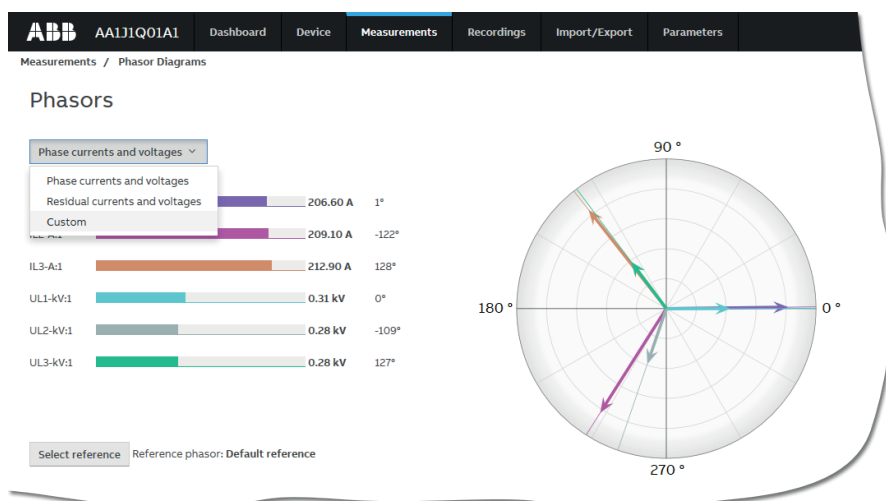 ABB AA1J1Q01A1 Dashboard Device Measurements Recordings Import/Export Parameters
Measurements / Phasor Diagrams
Phasors
Phase currents and voltages
Phase currents and voltages
Residual currents and voltages
Custom
206.60 A 1°
209.10 A -122°
IL3-A:1 212.90 A 128°
UL1-kV:1 0.31 kV 0°
UL2-kV:1 0.28 kV -109°
UL3-kV:1 0.28 kV 127°
Select reference Reference phasor: Default reference
90 °
180 ° 0 °
270 °